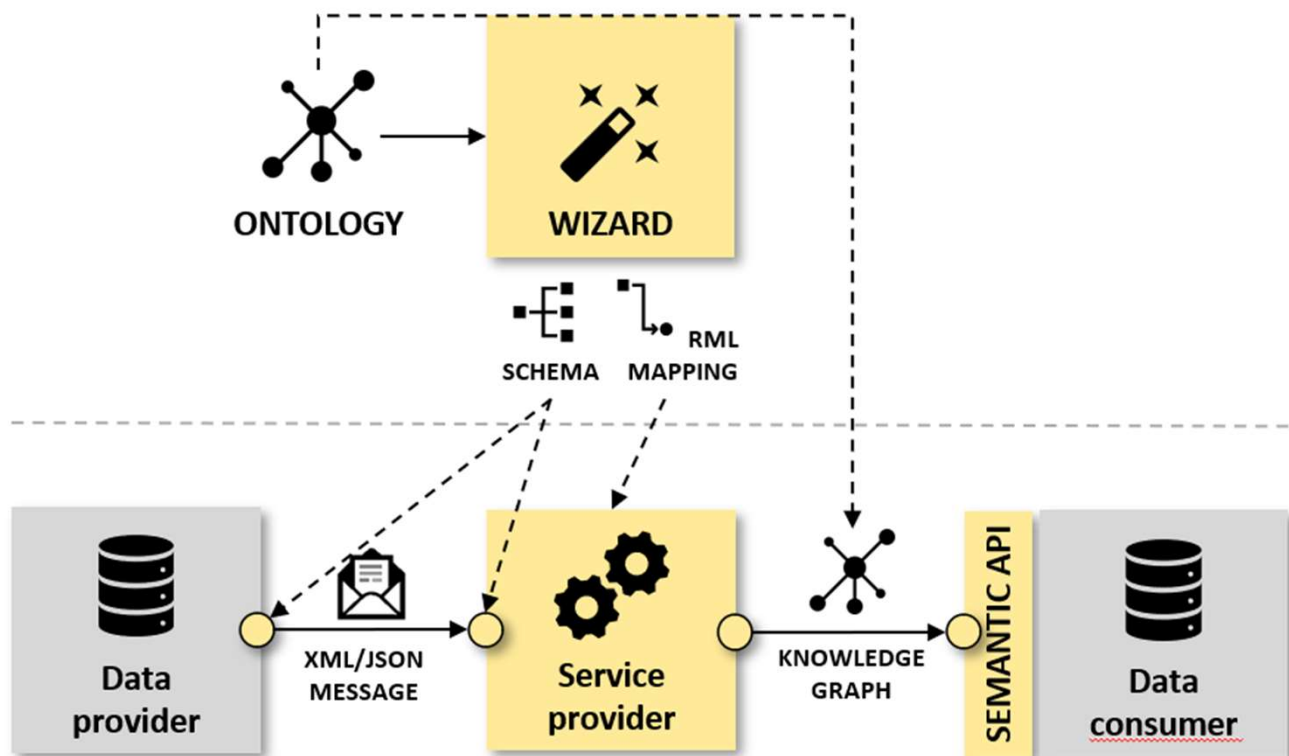 ONTOLOGY
WIZARD
SCHEMA
RML
MAPPING
Data
provider
XML/JSON
MESSAGE
Service
provider
KNOWLEDGE
GRAPH
SEMANTIC API
Data
consumer